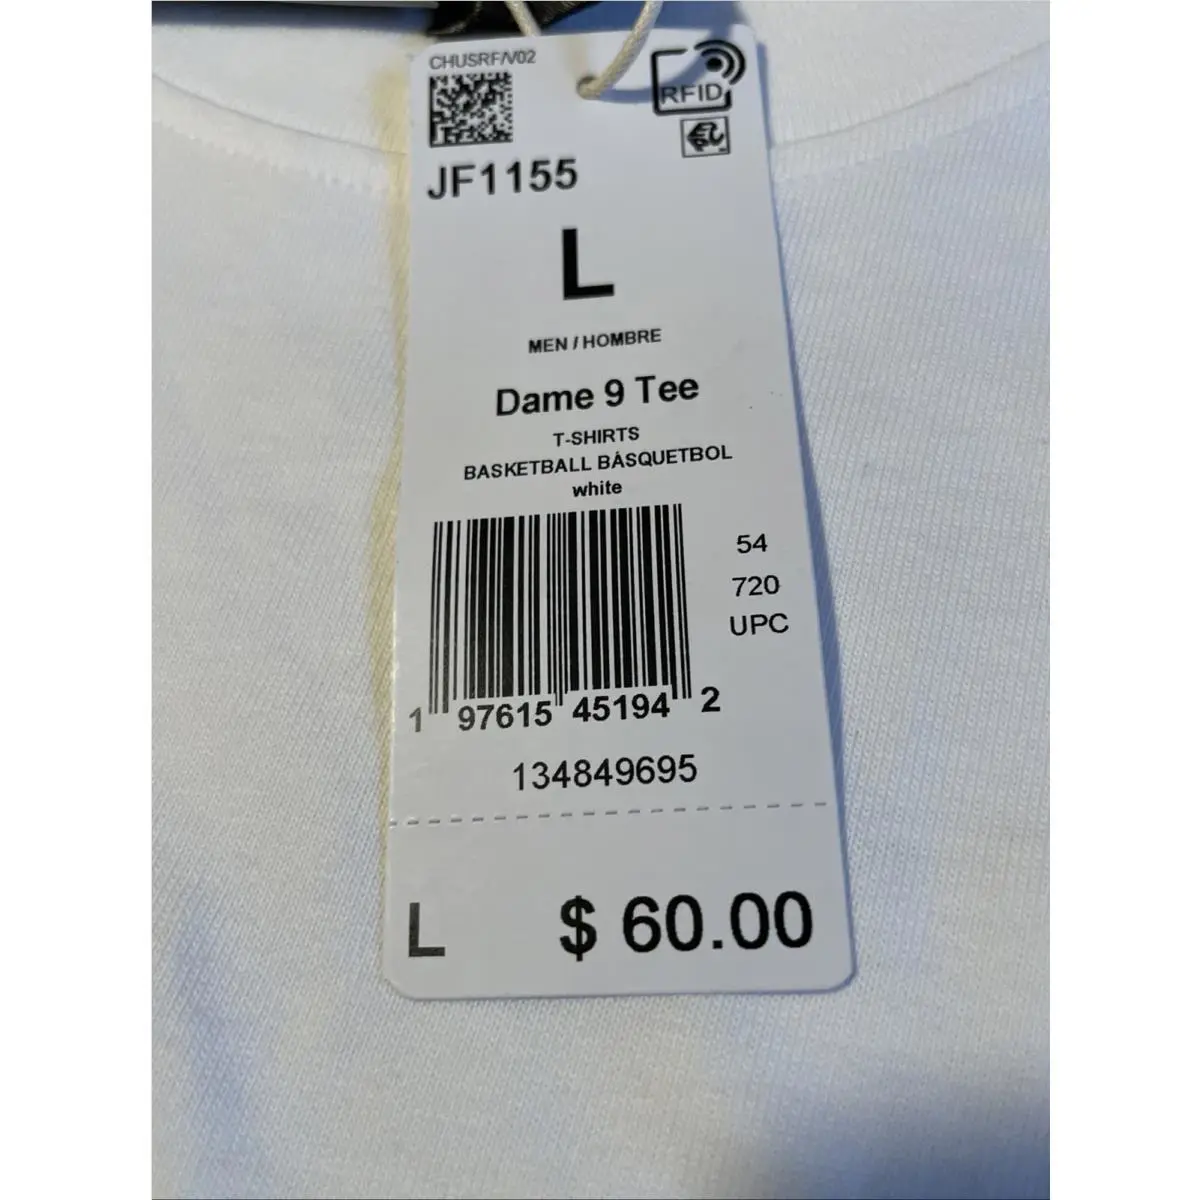 CHUSRF/V02
RFID
JF1155
L
MEN / HOMBRE
Dame 9 Tee
T-SHIRTS
BASKETBALL BÁSQUETBOL
white
54
720
UPC
1 97615 45194 2
134849695
L $ 60.00